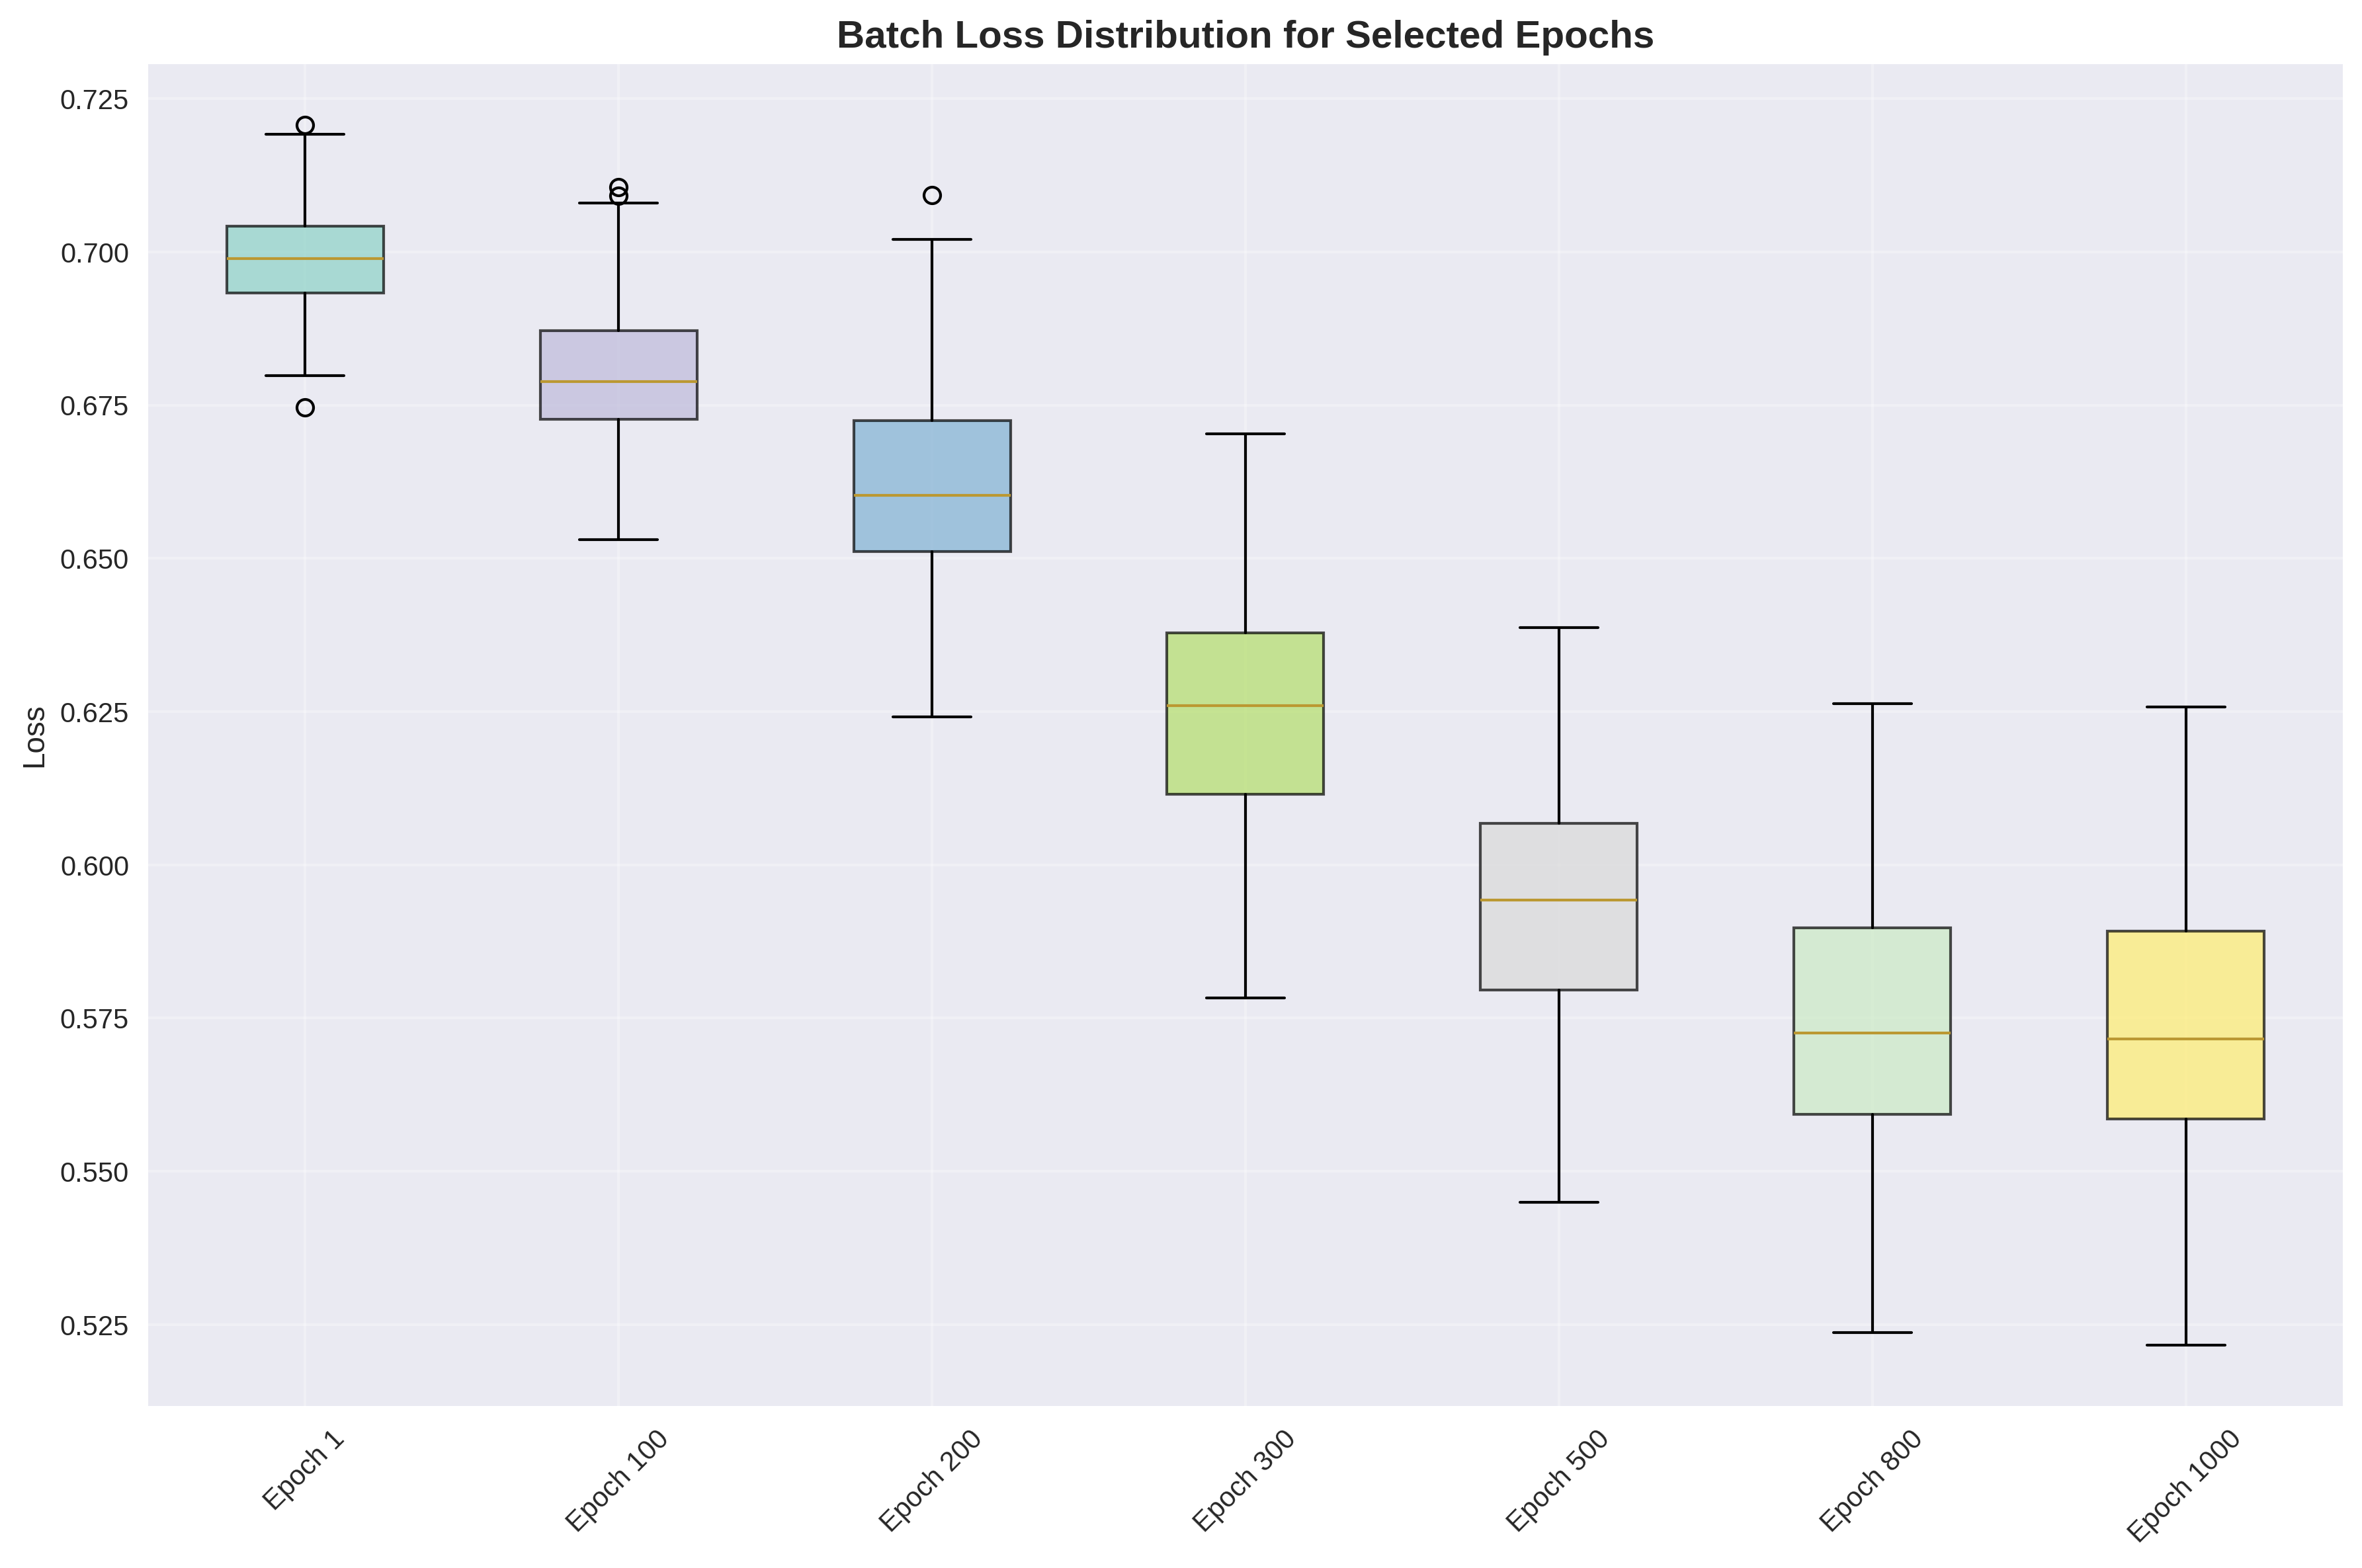 Batch Loss Distribution for Selected Epochs
Loss
0.725
0.700
0.675
0.650
0.625
0.600
0.575
0.550
0.525
Epoch 1
Epoch 100
Epoch 200
Epoch 300
Epoch 500
Epoch 800
Epoch 1000